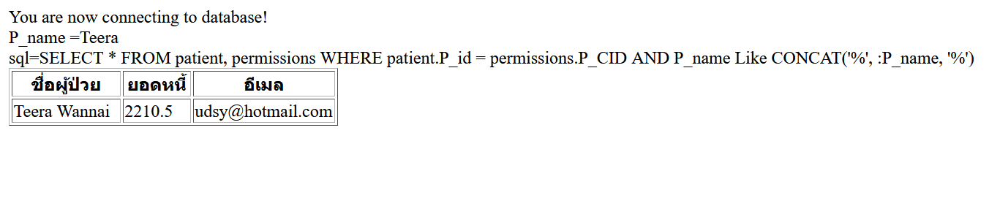 You are now connecting to database!
P_name =Teera
sql=SELECT * FROM patient, permissions WHERE patient.P_id = permissions.P_CID AND P_name Like CONCAT('%', :P_name, '%')
ชื่อผู้ป่วย ยอดหนี้ อีเมล
Teera Wannai 2210.5 udsy@hotmail.com